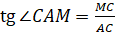 tg ∠CAM = MC/AC